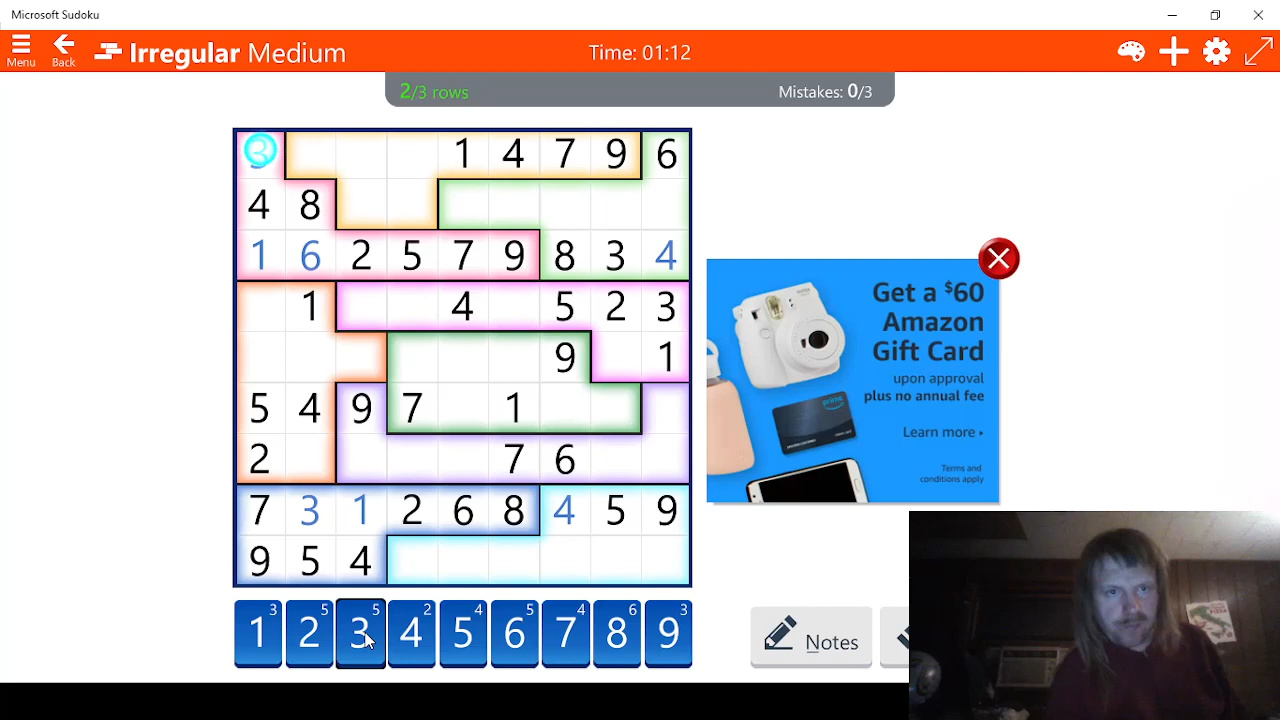 Microsoft Sudoku
Menu
Back
Irregular Medium
Time: 01:12
2/3 rows
Mistakes: 0/3
3 1 4 7 9 6
4 8
1 6 2 5 7 9 8 3 4
1 4 5 2 3
9 1
5 4 9 7 1
2 7 6
7 3 1 2 6 8 4 5 9
9 5 4
1 3 2 5 3 5 4 2 5 4 6 5 7 4 8 6 9 3
Notes
Get a $60
Amazon
Gift Card
upon approval
plus no annual fee
Learn more
Terms and
conditions apply
prime